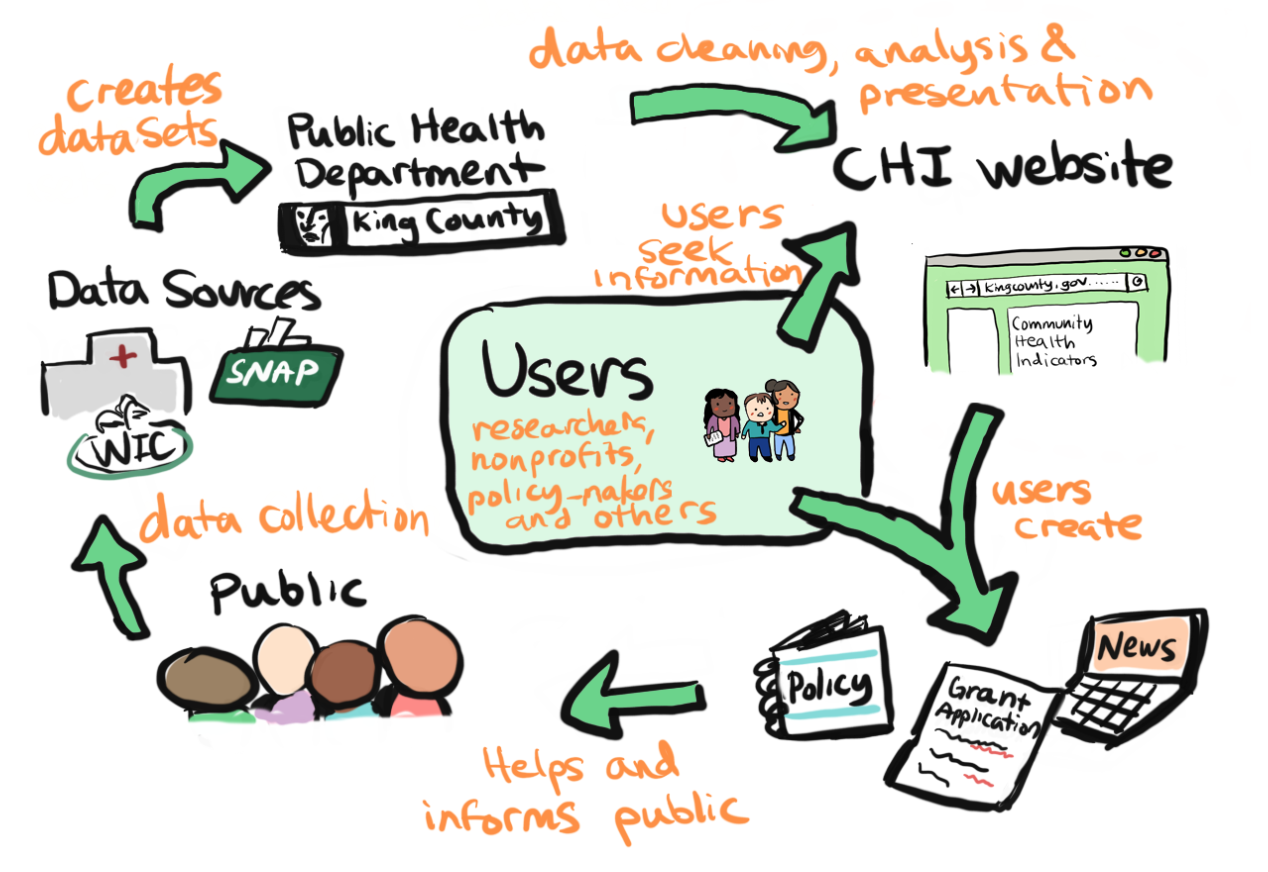 data cleaning, analysis &
presentation
creates
datasets
Public Health
Department
King County
CHI website
users
seek
information
Data Sources
SNAP
WIC
kingcounty.gov......
Community
Health
Indicators
Users
researchers,
nonprofits,
policy-makers
and others
users
create
data collection
Public
Policy
Grant
Application
News
Helps and
informs public